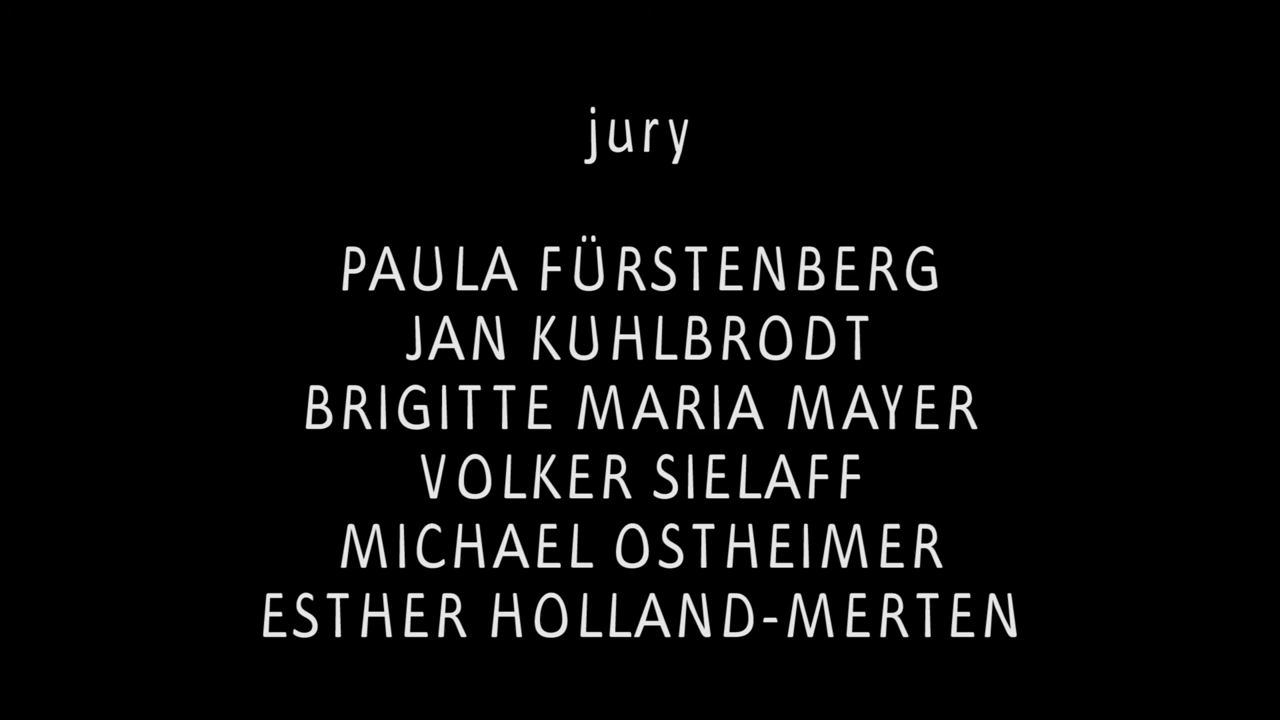 jury
PAULA FÜRSTENBERG
JAN KUHLBRODT
BRIGITTE MARIA MAYER
VOLKER SIELAFF
MICHAEL OSTHEIMER
ESTHER HOLLAND-MERTEN